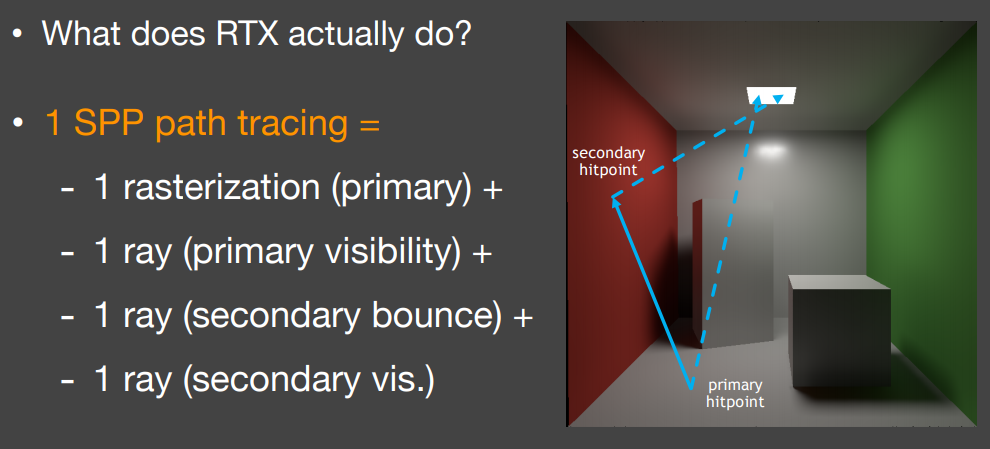 • What does RTX actually do?
• 1 SPP path tracing =
- 1 rasterization (primary) +
- 1 ray (primary visibility) +
- 1 ray (secondary bounce) +
- 1 ray (secondary vis.)
secondary
hitpoint
primary
hitpoint